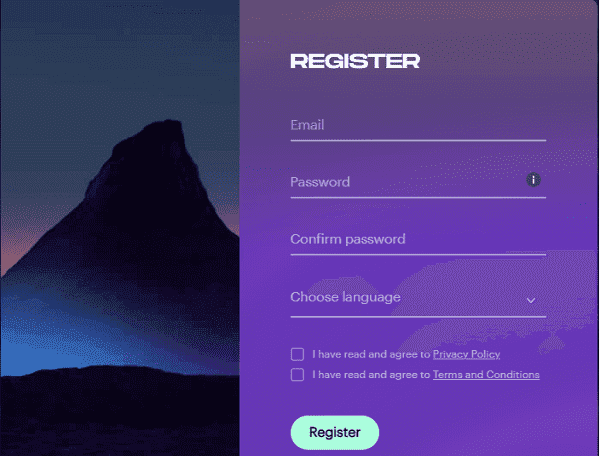 REGISTER
Email
Password
Confirm password
Choose language
I have read and agree to Privacy Policy
I have read and agree to Terms and Conditions
Register